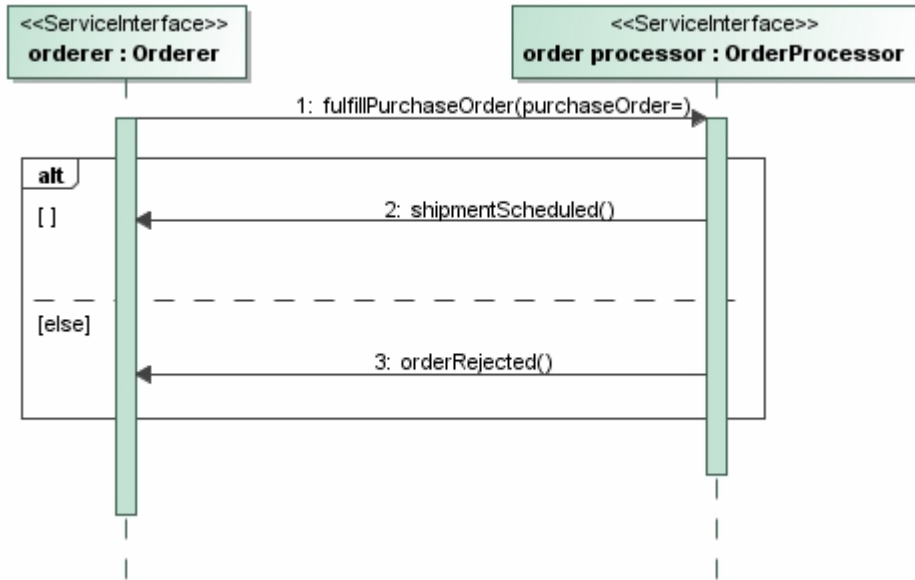 <<ServiceInterface>>
orderer : Orderer
<<ServiceInterface>>
order processor : OrderProcessor
1: fulfillPurchaseOrder(purchaseOrder=)
alt
[ ]
2: shipmentScheduled()
[else]
3: orderRejected()